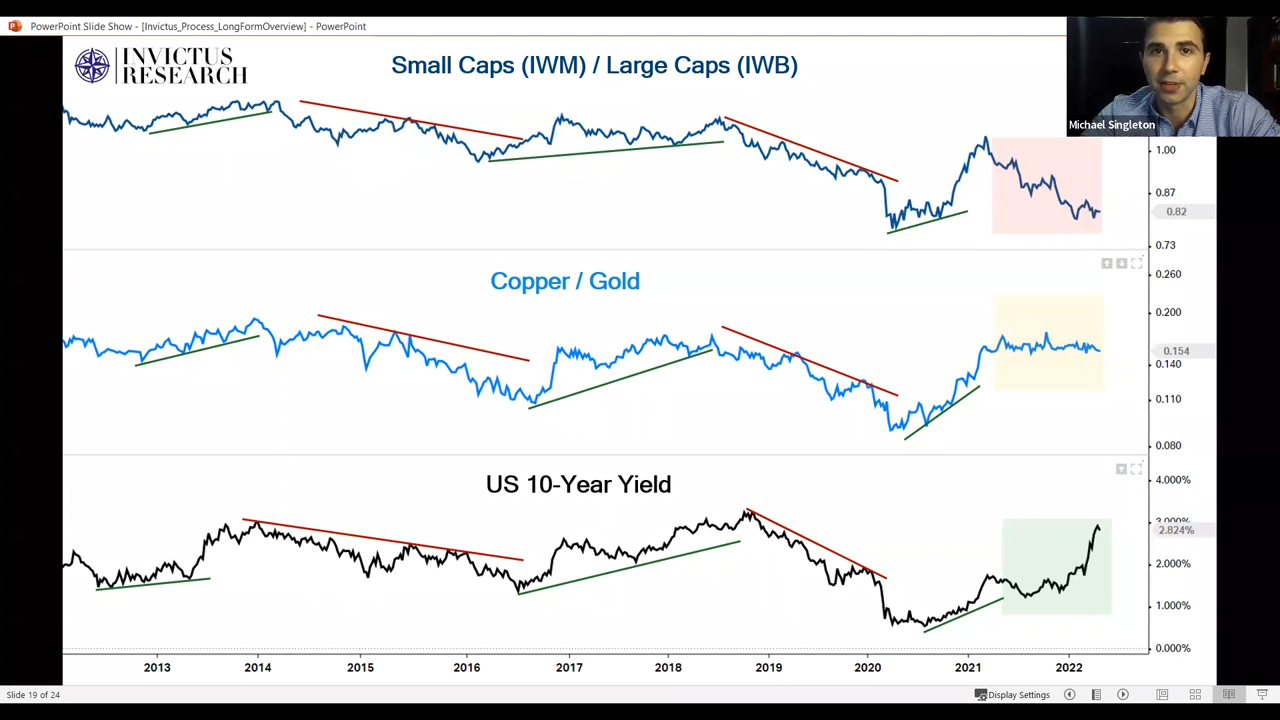 PowerPoint Slide Show - [Invictus_Process_LongFormOverview] - PowerPoint
INVICTUS
RESEARCH
Small Caps (IWM) / Large Caps (IWB)
Michael Singleton
1.00
0.87
0.82
0.73
Copper / Gold
0.260
0.200
0.154
0.140
0.110
0.080
US 10-Year Yield
4.000%
3.000%
2.824%
2.000%
1.000%
0.000%
2013 2014 2015 2016 2017 2018 2019 2020 2021 2022
Slide 19 of 24
Display Settings